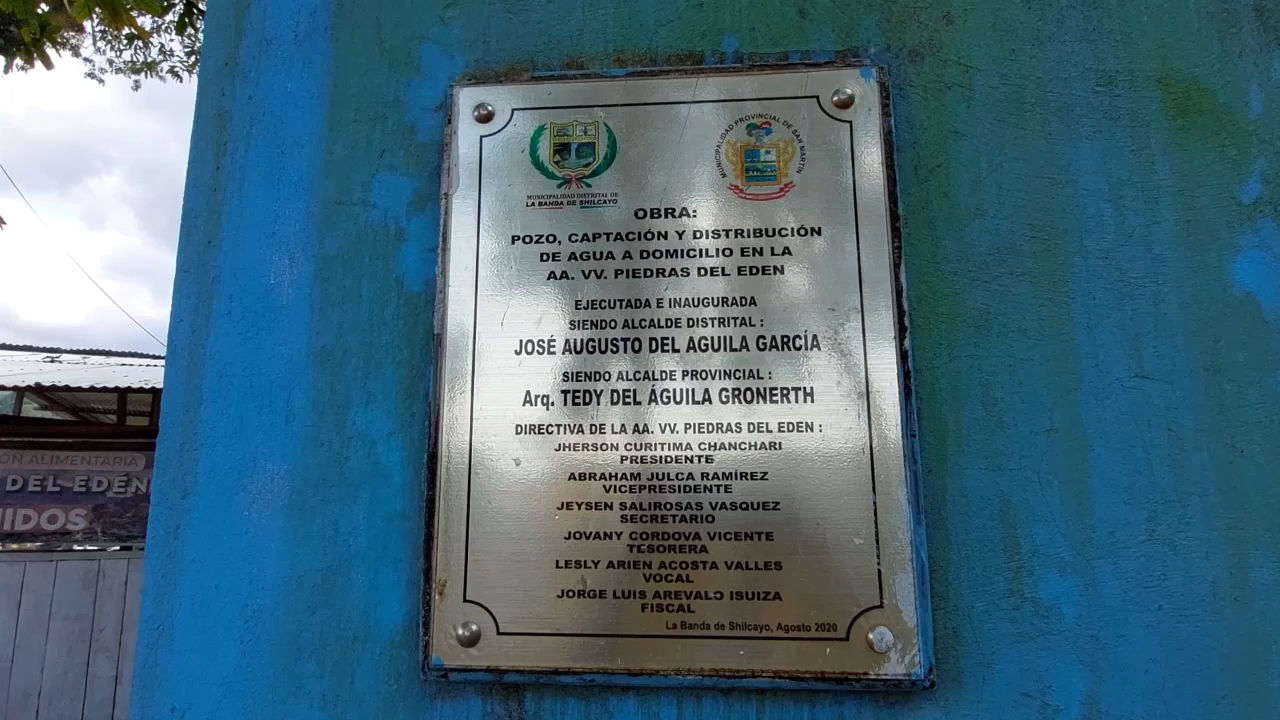 MUNICIPALIDAD DISTRITAL DE
LA BANDA DE SHILCAYO
MUNICIPALIDAD PROVINCIAL DE SAN MARTIN
OBRA:
POZO, CAPTACIÓN Y DISTRIBUCIÓN
DE AGUA A DOMICILIO EN LA
AA. VV. PIEDRAS DEL EDEN
EJECUTADA E INAUGURADA
SIENDO ALCALDE DISTRITAL :
JOSÉ AUGUSTO DEL AGUILA GARCÍA
SIENDO ALCALDE PROVINCIAL :
Arq. TEDY DEL ÁGUILA GRONERTH
DIRECTIVA DE LA AA. VV. PIEDRAS DEL EDEN :
JHERSON CURITIMA CHANCHARI
PRESIDENTE
ABRAHAM JULCA RAMÍREZ
VICEPRESIDENTE
JEYSEN SALIROSAS VASQUEZ
SECRETARIO
JOVANY CORDOVA VICENTE
TESORERA
LESLY ARIEN ACOSTA VALLES
VOCAL
JORGE LUIS AREVALO ISUIZA
FISCAL
La Banda de Shilcayo, Agosto 2020
ON ALIMENTARIA
DEL EDÉN
IDOS